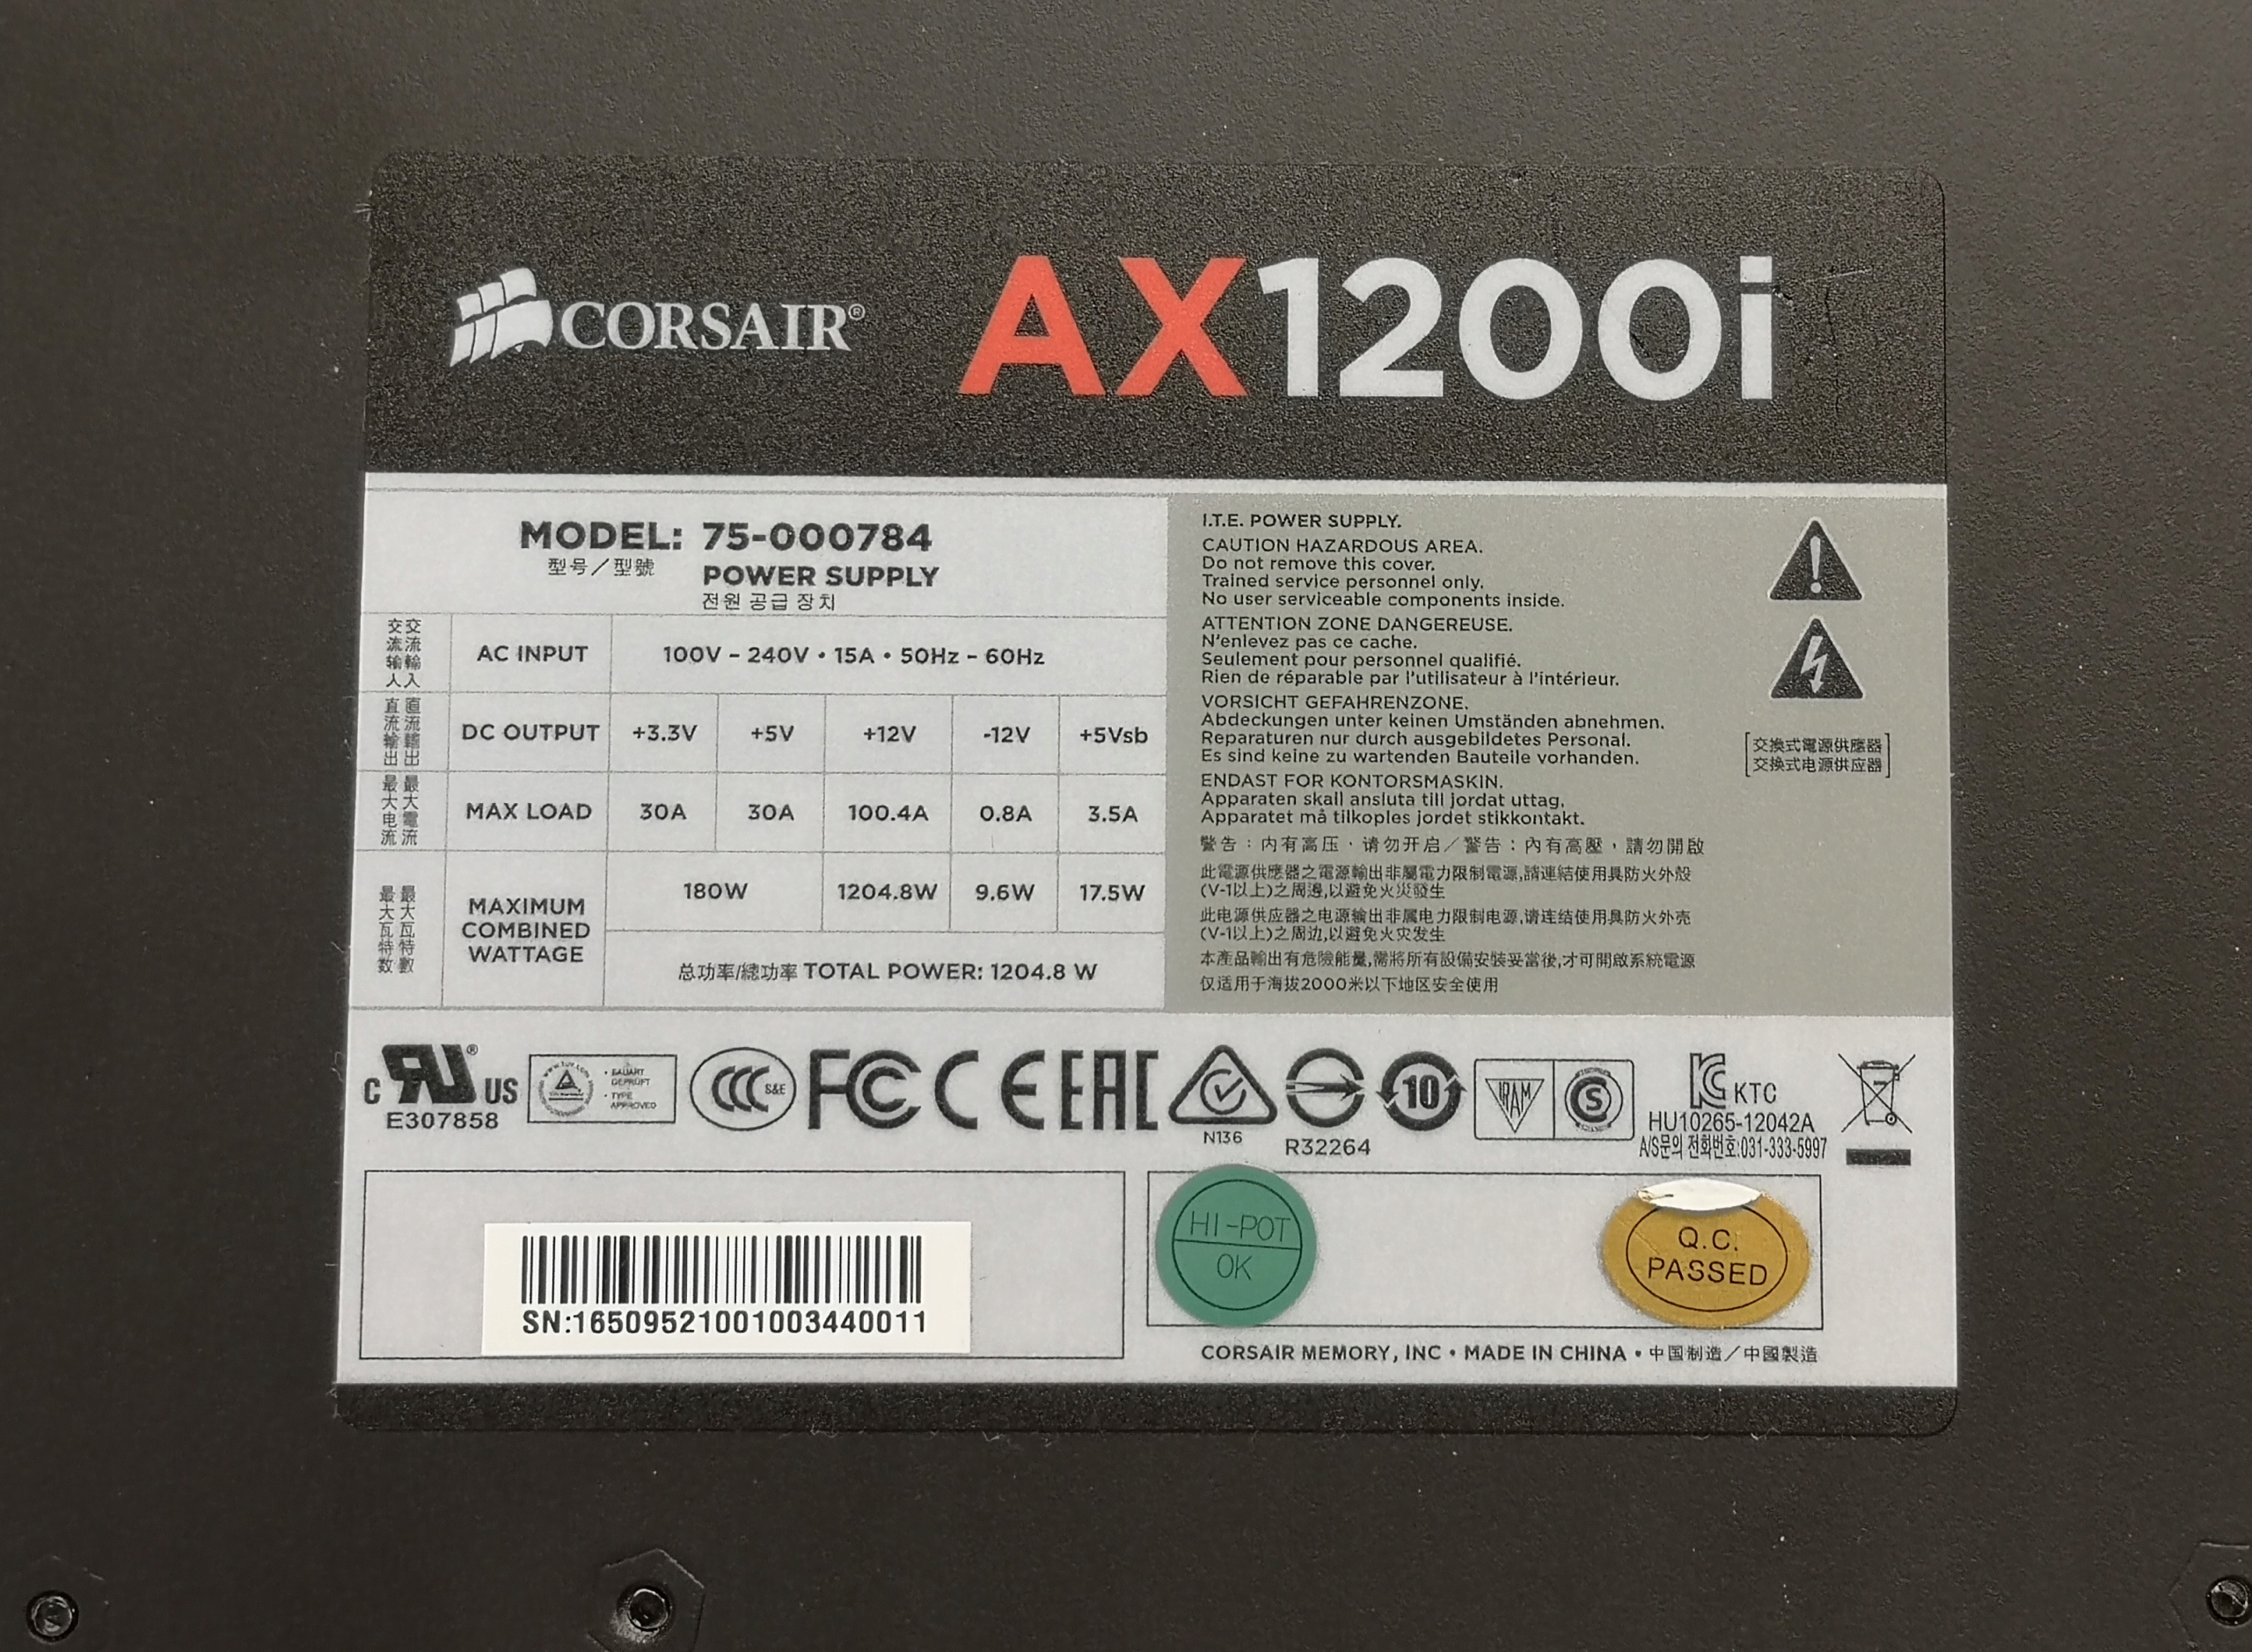 CORSAIR®
AX1200i
MODEL: 75-000784
型号／型號
POWER SUPPLY
전원 공급 장치
交流输入 交流輸入
AC INPUT
100V – 240V • 15A • 50Hz – 60Hz
直流輸出 直流輸出
DC OUTPUT
+3.3V +5V +12V -12V +5Vsb
最大电流 最大電流
MAX LOAD
30A 30A 100.4A 0.8A 3.5A
最大瓦特数 最大瓦特數
MAXIMUM
COMBINED
WATTAGE
180W 1204.8W 9.6W 17.5W
总功率/總功率 TOTAL POWER: 1204.8 W
I.T.E. POWER SUPPLY.
CAUTION HAZARDOUS AREA.
Do not remove this cover.
Trained service personnel only.
No user serviceable components inside.
ATTENTION ZONE DANGEREUSE.
N'enlevez pas ce cache.
Seulement pour personnel qualifié.
Rien de réparable par l'utilisateur à l'intérieur.
VORSICHT GEFAHRENZONE.
Abdeckungen unter keinen Umständen abnehmen.
Reparaturen nur durch ausgebildetes Personal.
Es sind keine zu wartenden Bauteile vorhanden.
ENDAST FOR KONTORSMASKIN.
Apparaten skall ansluta till jordat uttag.
Apparatet må tilkoples jordet stikkontakt.
警告：内有高压，请勿开启／警告：內有高壓，請勿開啟
此電源供應器之電源輸出非屬電力限制電源,請連結使用具防火外殼
(V-1以上)之周邊,以避免火災發生
此电源供应器之电源输出非属电力限制电源,请连结使用具防火外壳
(V-1以上)之周边,以避免火灾发生
本產品輸出有危險能量,需將所有設備安裝妥當後,才可開啟系統電源
仅适用于海拔2000米以下地区安全使用
交換式電源供應器
交换式电源供应器
C RU® US
E307858
www.tuv.com
• BAUART
GEPRÜFT
• TYPE
APPROVED
CCC S&E
FC CE EAC
N136
R32264
10
IRAM
S
KC KTC
HU10265-12042A
A/S문의 전화번호:031-333-5997
SN:16509521001003440011
HI-POT
OK
Q.C.
PASSED
CORSAIR MEMORY, INC • MADE IN CHINA • 中国制造／中國製造